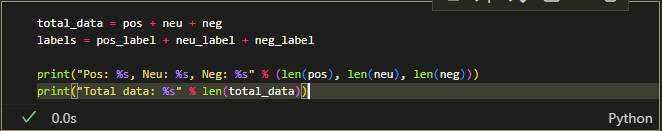 total_data = pos + neu + neg
labels = pos_label + neu_label + neg_label
print("Pos: %s, Neu: %s, Neg: %s" % (len(pos), len(neu), len(neg)))
print("Total data: %s" % len(total_data))
0.0s
Python